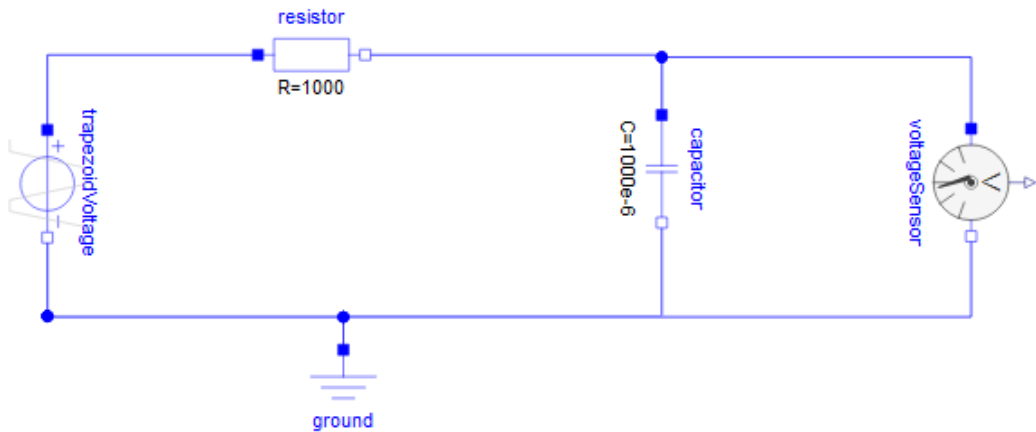 resistor
R=1000
trapezoidVoltage
+
−
C=1000e-6
capacitor
voltageSensor
V
ground